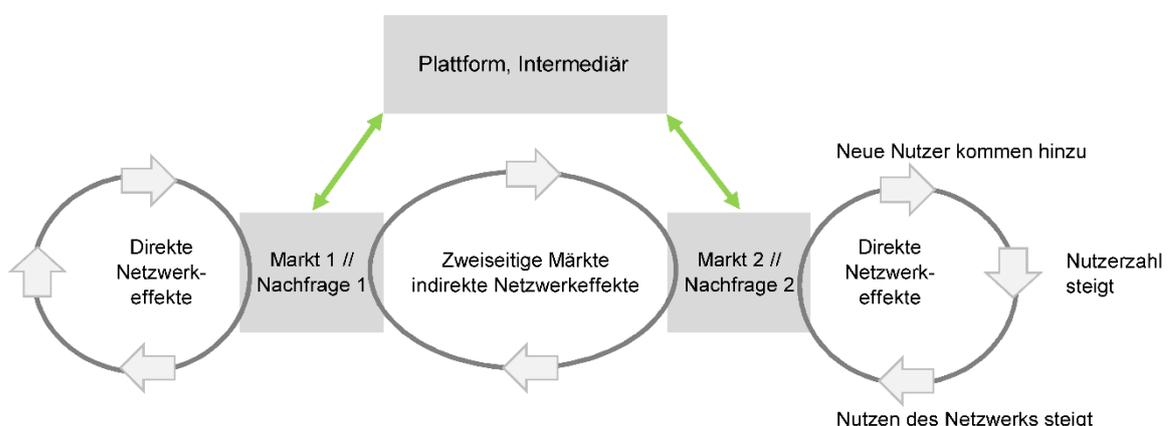 Plattform, Intermediär
Neue Nutzer kommen hinzu
Direkte
Netzwerk-
effekte
Markt 1 //
Nachfrage 1
Zweiseitige Märkte
indirekte Netzwerkeffekte
Markt 2 //
Nachfrage 2
Direkte
Netzwerk-
effekte
Nutzerzahl
steigt
Nutzen des Netzwerks steigt